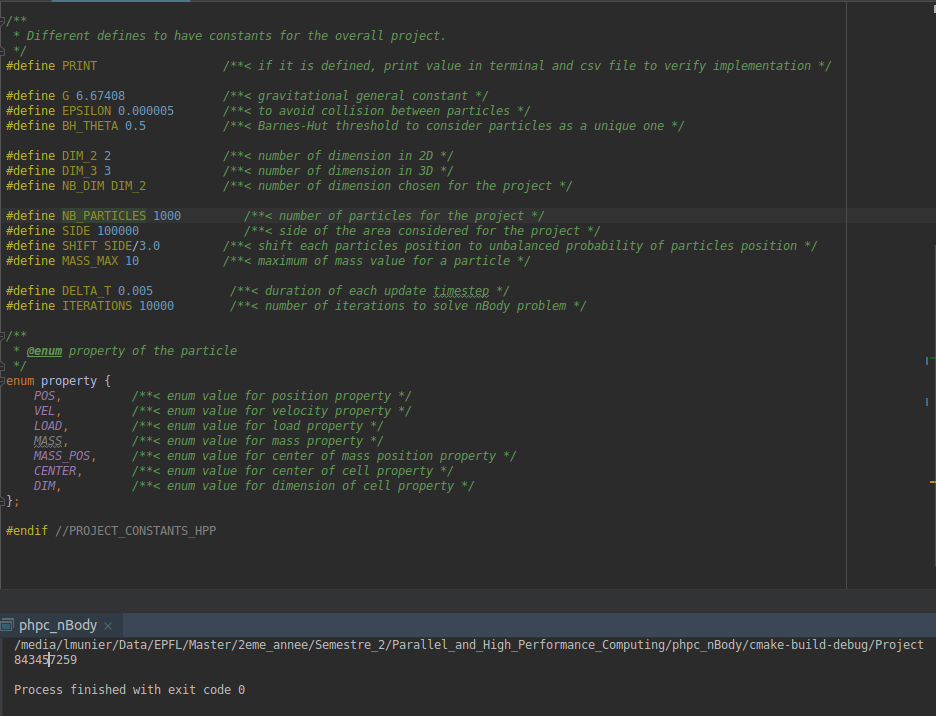 /**
 * Different defines to have constants for the overall project.
 */
#define PRINT                  /**< if it is defined, print value in terminal and csv file to verify implementation */
#define G 6.67408              /**< gravitational general constant */
#define EPSILON 0.000005       /**< to avoid collision between particles */
#define BH_THETA 0.5           /**< Barnes-Hut threshold to consider particles as a unique one */
#define DIM_2 2                /**< number of dimension in 2D */
#define DIM_3 3                /**< number of dimension in 3D */
#define NB_DIM DIM_2           /**< number of dimension chosen for the project */
#define NB_PARTICLES 1000         /**< number of particles for the project */
#define SIDE 100000               /**< side of the area considered for the project */
#define SHIFT SIDE/3.0         /**< shift each particles position to unbalanced probability of particles position */
#define MASS_MAX 10            /**< maximum of mass value for a particle */
#define DELTA_T 0.005           /**< duration of each update timestep */
#define ITERATIONS 10000        /**< number of iterations to solve nBody problem */
/**
 * @enum property of the particle
 */
enum property {
    POS,          /**< enum value for position property */
    VEL,          /**< enum value for velocity property */
    LOAD,         /**< enum value for load property */
    MASS,         /**< enum value for mass property */
    MASS_POS,     /**< enum value for center of mass position property */
    CENTER,       /**< enum value for center of cell property */
    DIM,          /**< enum value for dimension of cell property */
};
#endif //PROJECT_CONSTANTS_HPP
phpc_nBody
/media/lmunier/Data/EPFL/Master/2eme_annee/Semestre_2/Parallel_and_High_Performance_Computing/phpc_nBody/cmake-build-debug/Project
843457259
Process finished with exit code 0